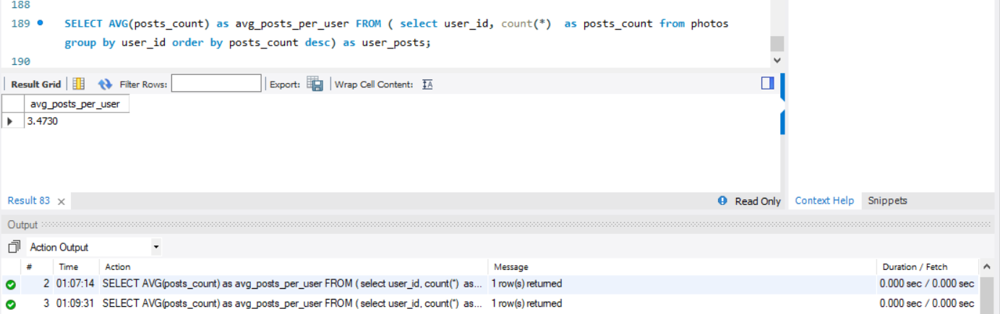 188
189 SELECT AVG(posts_count) as avg_posts_per_user FROM ( select user_id, count(*)  as posts_count from photos
group by user_id order by posts_count desc) as user_posts;
190
Result Grid Filter Rows: Export: Wrap Cell Content: IA
avg_posts_per_user
3.4730
Result 83 × Read Only Context Help Snippets
Output
Action Output
# Time Action Message Duration / Fetch
2 01:07:14 SELECT AVG(posts_count) as avg_posts_per_user FROM ( select user_id, count(*)  as... 1 row(s) returned 0.000 sec / 0.000 sec
3 01:09:31 SELECT AVG(posts_count) as avg_posts_per_user FROM ( select user_id, count(*)  as... 1 row(s) returned 0.000 sec / 0.000 sec